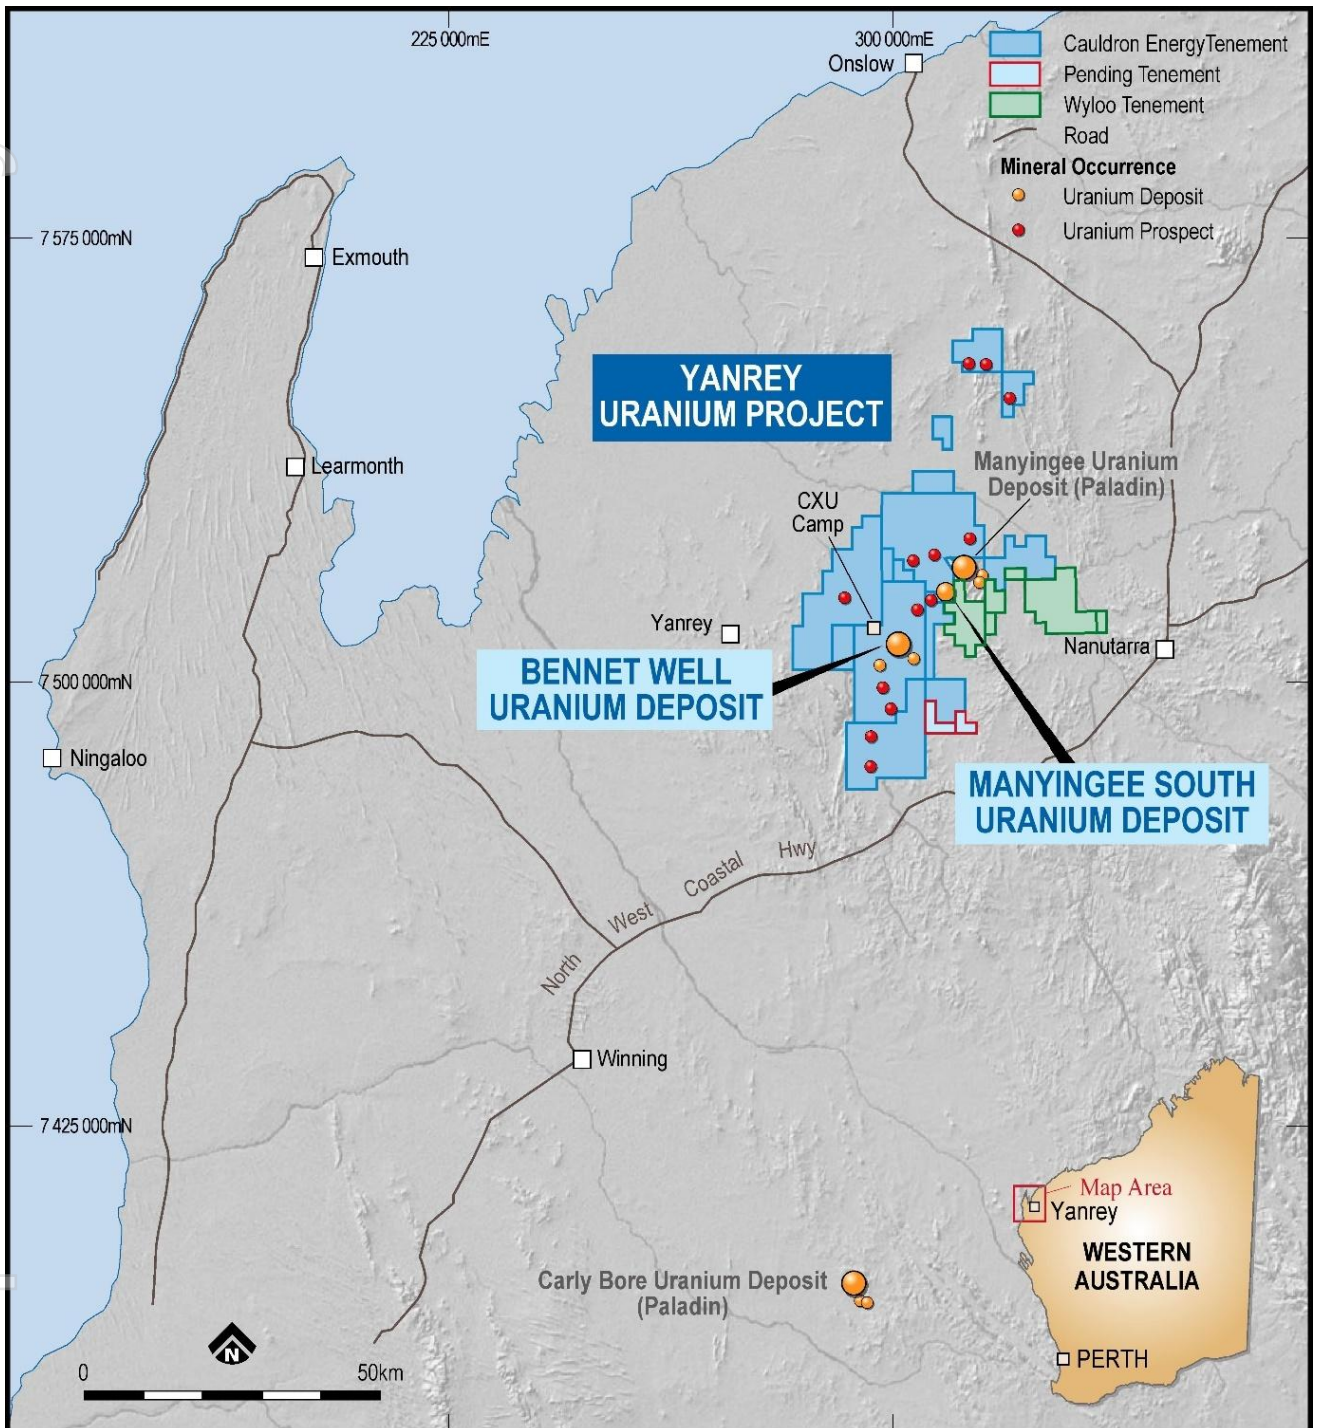 225 000mE
300 000mE
Onslow
Cauldron EnergyTenement
Pending Tenement
Wyloo Tenement
Road
Mineral Occurrence
Uranium Deposit
Uranium Prospect
7 575 000mN
Exmouth
YANREY
URANIUM PROJECT
Learmonth
Manyingee Uranium
Deposit (Paladin)
CXU
Camp
Yanrey
Nanutarra
BENNET WELL
URANIUM DEPOSIT
7 500 000mN
Ningaloo
MANYINGEE SOUTH
URANIUM DEPOSIT
North West Coastal Hwy
Winning
7 425 000mN
Map Area
Yanrey
WESTERN
AUSTRALIA
Carly Bore Uranium Deposit
(Paladin)
N
0 50km
PERTH